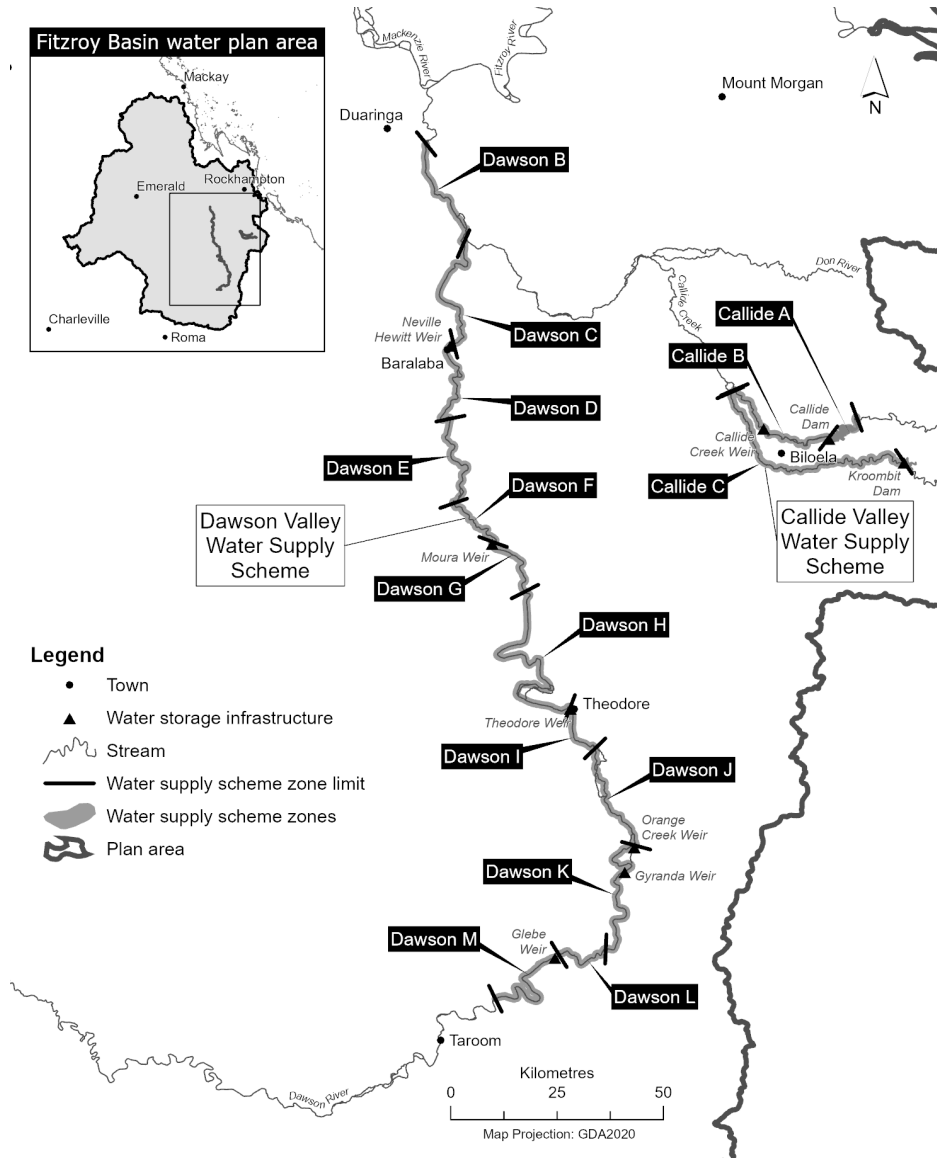 Fitzroy Basin water plan area
Mackay
Emerald
Rockhampton
Charleville
Roma
Mackenzie River
Fitzroy River
Mount Morgan
N
Duaringa
Dawson B
Don River
Callide Creek
Neville
Hewitt Weir
Dawson C
Callide A
Callide B
Baralaba
Dawson D
Callide
Dam
Callide
Creek Weir
Biloela
Dawson E
Callide C
Kroombit
Dam
Dawson F
Dawson Valley
Water Supply
Scheme
Callide Valley
Water Supply
Scheme
Moura Weir
Dawson G
Dawson H
Legend
Town
Water storage infrastructure
Stream
Water supply scheme zone limit
Water supply scheme zones
Plan area
Theodore
Theodore Weir
Dawson I
Dawson J
Orange
Creek Weir
Dawson K
Gyranda Weir
Dawson M
Glebe
Weir
Dawson L
Taroom
Dawson River
Kilometres
0 25 50
Map Projection: GDA2020